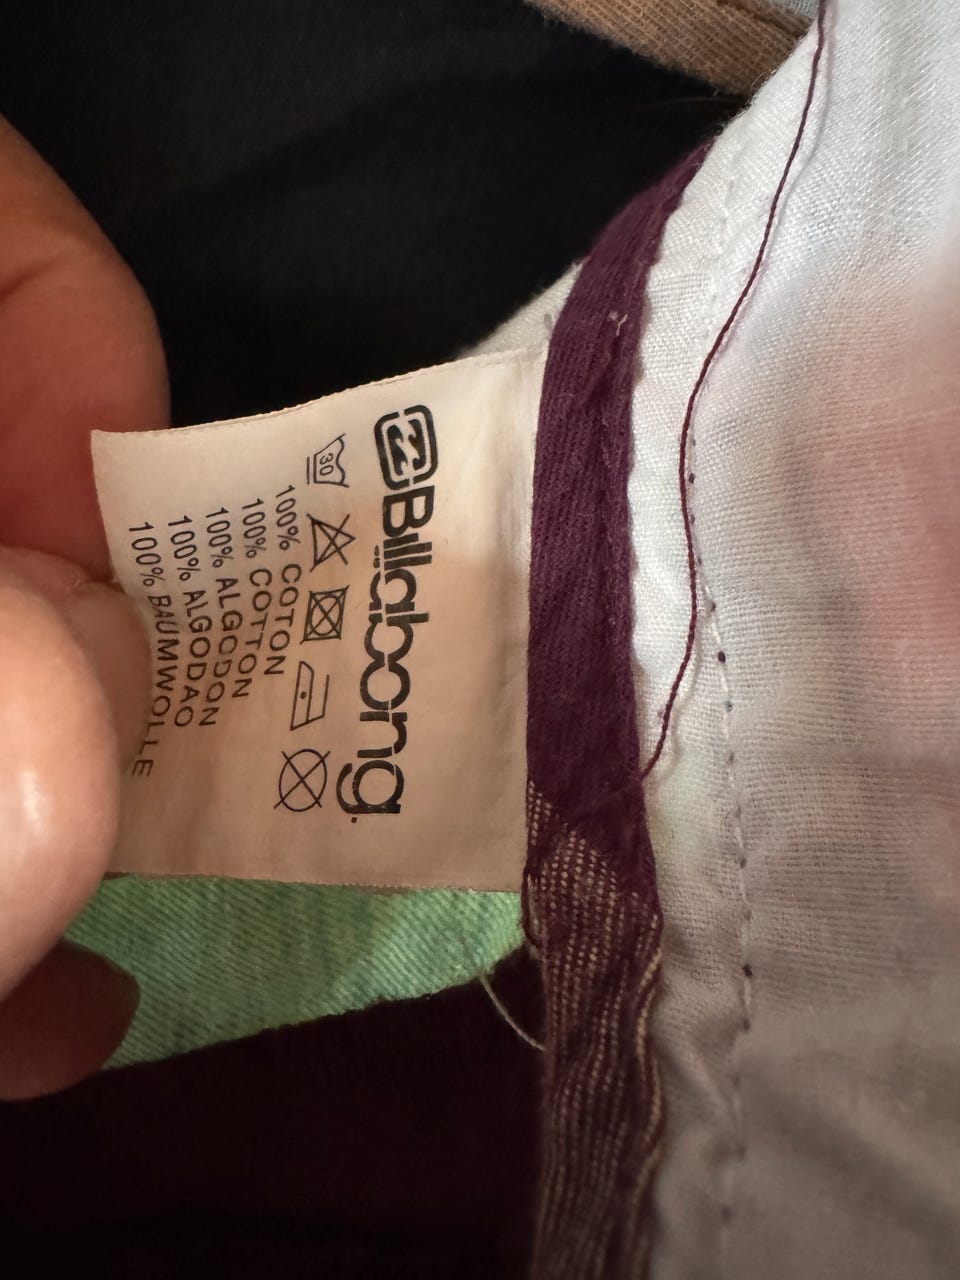 Billabong.
30
100% COTON
100% COTTON
100% ALGODON
100% ALGODAO
100% BAUMWOLLE